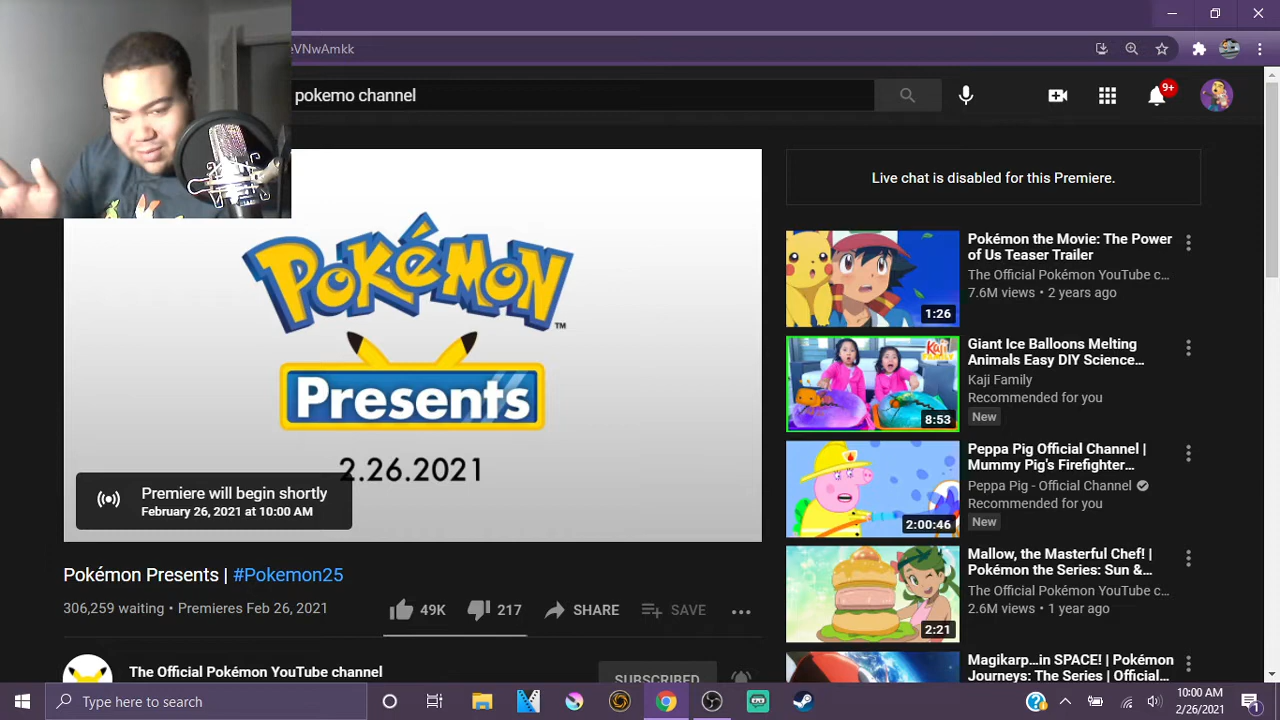 eVNwAmkk
pokemo channel
9+
Live chat is disabled for this Premiere.
POKéMON
TM
Presents
2.26.2021
Premiere will begin shortly
February 26, 2021 at 10:00 AM
Pokémon Presents | #Pokemon25
306,259 waiting • Premieres Feb 26, 2021
49K
217
SHARE
SAVE
The Official Pokémon YouTube channel
SUBSCRIBED
Pokémon the Movie: The Power
of Us Teaser Trailer
The Official Pokémon YouTube c...
7.6M views • 2 years ago
1:26
Giant Ice Balloons Melting
Animals Easy DIY Science...
Kaji Family
Recommended for you
New
Kaji
FAMILY
8:53
Peppa Pig Official Channel |
Mummy Pig's Firefighter...
Peppa Pig - Official Channel
Recommended for you
New
2:00:46
Mallow, the Masterful Chef! |
Pokémon the Series: Sun &...
The Official Pokémon YouTube c...
2.6M views • 1 year ago
2:21
Magikarp...in SPACE! | Pokémon
Journeys: The Series | Official...
Type here to search
10:00 AM
2/26/2021
1